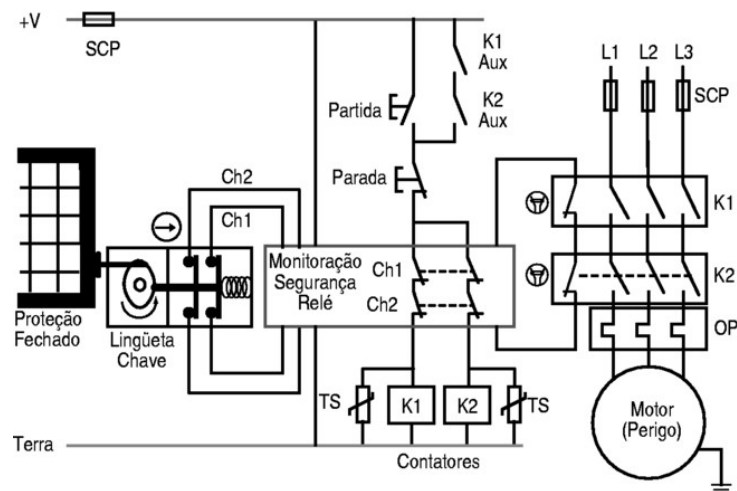 +V
SCP
K1
Aux
K2
Aux
Partida
Parada
L1 L2 L3
SCP
K1
K2
OP
Ch2
Ch1
Monitoração
Segurança
Relé
Ch1
Ch2
Proteção
Fechado
Lingüeta
Chave
TS
K1
K2
TS
Motor
(Perigo)
Terra
Contatores